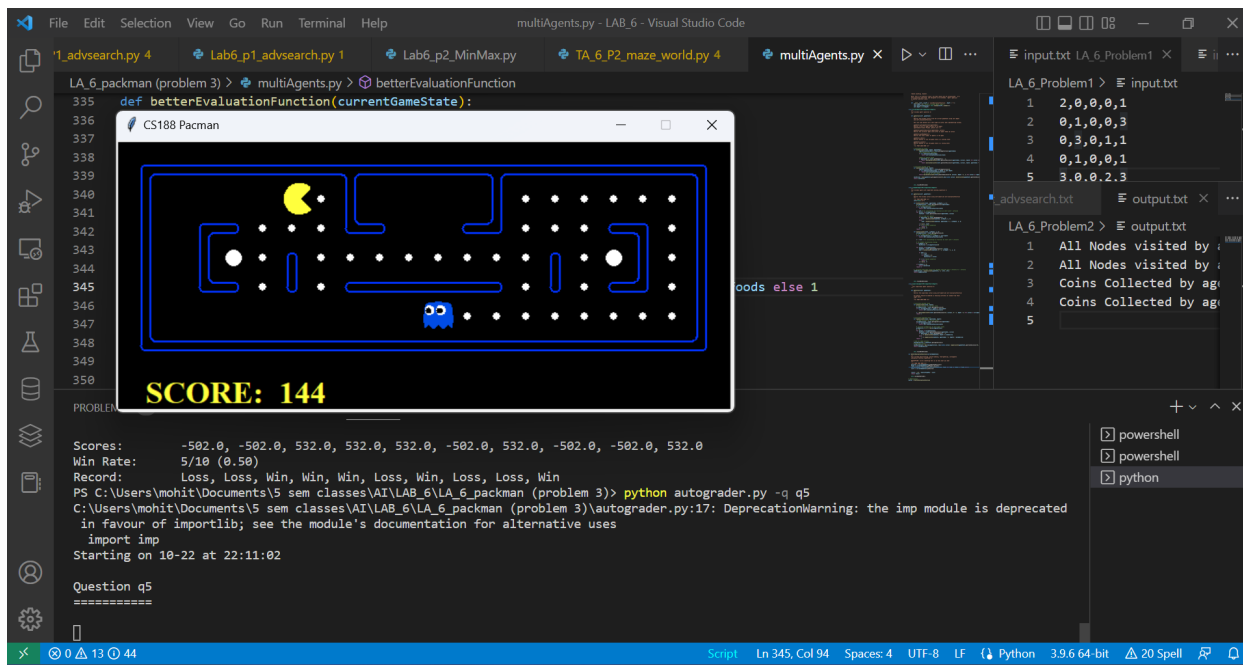 File Edit Selection View Go Run Terminal Help
multiAgents.py - LAB_6 - Visual Studio Code
'1_advsearch.py 4
Lab6_p1_advsearch.py 1
Lab6_p2_MinMax.py
TA_6_P2_maze_world.py 4
multiAgents.py
LA_6_packman (problem 3) > multiAgents.py > betterEvaluationFunction
335 def betterEvaluationFunction(currentGameState):
336
337
338
339
340
341
342
343
344
345 oods else 1
346
347
348
349
350
CS188 Pacman
SCORE: 144
input.txt LA_6_Problem1
LA_6_Problem1 > input.txt
1 2,0,0,0,1
2 0,1,0,0,3
3 0,3,0,1,1
4 0,1,0,0,1
5 3,0,0,2,3
_advsearch.txt
output.txt
LA_6_Problem2 > output.txt
1 All Nodes visited by
2 All Nodes visited by
3 Coins Collected by age
4 Coins Collected by age
5
PROBLEM
Scores: -502.0, -502.0, 532.0, 532.0, 532.0, -502.0, 532.0, -502.0, -502.0, 532.0
Win Rate: 5/10 (0.50)
Record: Loss, Loss, Win, Win, Win, Loss, Win, Loss, Loss, Win
PS C:\Users\mohit\Documents\5 sem classes\AI\LAB_6\LA_6_packman (problem 3)> python autograder.py -q q5
C:\Users\mohit\Documents\5 sem classes\AI\LAB_6\LA_6_packman (problem 3)\autograder.py:17: DeprecationWarning: the imp module is deprecated
in favour of importlib; see the module's documentation for alternative uses
import imp
Starting on 10-22 at 22:11:02
Question q5
===========
powershell
powershell
python
0 13 44
Script Ln 345, Col 94 Spaces: 4 UTF-8 LF Python 3.9.6 64-bit 20 Spell